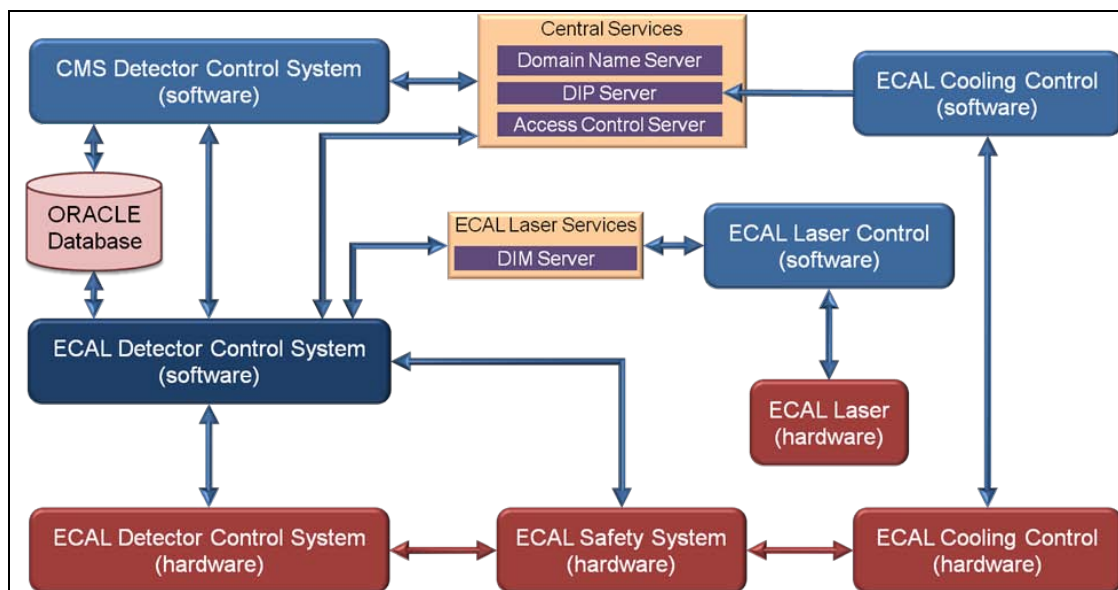 Central Services
Domain Name Server
DIP Server
Access Control Server
CMS Detector Control System
(software)
ECAL Cooling Control
(software)
ORACLE
Database
ECAL Laser Services
DIM Server
ECAL Laser Control
(software)
ECAL Detector Control System
(software)
ECAL Laser
(hardware)
ECAL Detector Control System
(hardware)
ECAL Safety System
(hardware)
ECAL Cooling Control
(hardware)